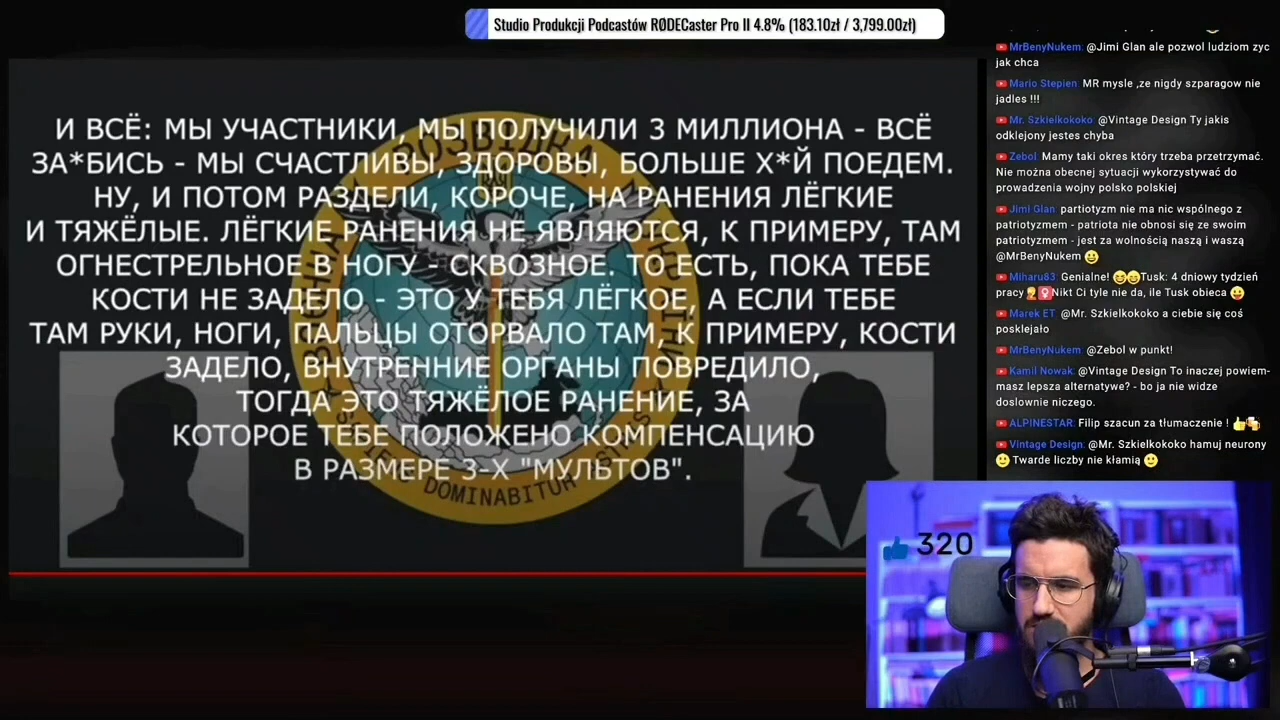 Studio Produkcji Podcastów RØDECaster Pro II 4.8% (183.10zł / 3,799.00zł)
И ВСЁ: МЫ УЧАСТНИКИ, МЫ ПОЛУЧИЛИ 3 МИЛЛИОНА - ВСЁ
ЗА*БИСЬ - МЫ СЧАСТЛИВЫ, ЗДОРОВЫ, БОЛЬШЕ Х*Й ПОЕДЕМ.
НУ, И ПОТОМ РАЗДЕЛИ, КОРОЧЕ, НА РАНЕНИЯ ЛЁГКИЕ
И ТЯЖЁЛЫЕ. ЛЁГКИЕ РАНЕНИЯ НЕ ЯВЛЯЮТСЯ, К ПРИМЕРУ, ТАМ
ОГНЕСТРЕЛЬНОЕ В НОГУ - СКВОЗНОЕ. ТО ЕСТЬ, ПОКА ТЕБЕ
КОСТИ НЕ ЗАДЕЛО - ЭТО У ТЕБЯ ЛЁГКОЕ, А ЕСЛИ ТЕБЕ
ТАМ РУКИ, НОГИ, ПАЛЬЦЫ ОТОРВАЛО ТАМ, К ПРИМЕРУ, КОСТИ
ЗАДЕЛО, ВНУТРЕННИЕ ОРГАНЫ ПОВРЕДИЛО,
ТОГДА ЭТО ТЯЖЁЛОЕ РАНЕНИЕ, ЗА
КОТОРОЕ ТЕБЕ ПОЛОЖЕНО КОМПЕНСАЦИЮ
В РАЗМЕРЕ 3-Х "МУЛЬТОВ".
DOMINABITUR
MrBenyNukem: @Jimi Glan ale pozwol ludziom zyc
jak chca
Mario Stepien: MR mysle ,ze nigdy szparagow nie
jadles !!!
Mr. Szkielkokoko: @Vintage Design Ty jakis
odklejony jestes chyba
Zebol: Mamy taki okres który trzeba przetrzymać.
Nie można obecnej sytuacji wykorzystywać do
prowadzenia wojny polsko polskiej
Jimi Glan: partiotyzm nie ma nic wspólnego z
patriotyzmem - patriota nie obnosi się ze swoim
patriotyzmem - jest za wolnością naszą i waszą
@MrBenyNukem
Miharu83: Genialne! Tusk: 4 dniowy tydzień
pracy Nikt Ci tyle nie da, ile Tusk obieca
Marek ET: @Mr. Szkielkokoko a ciebie się coś
posklejało
MrBenyNukem: @Zebol w punkt!
Kamil Nowak: @Vintage Design To inaczej powiem-
masz lepsza alternatywe? - bo ja nie widze
doslownie niczego.
ALPINESTAR: Filip szacun za tłumaczenie !
Vintage Design: @Mr. Szkielkokoko hamuj neurony
Twarde liczby nie kłamią
320